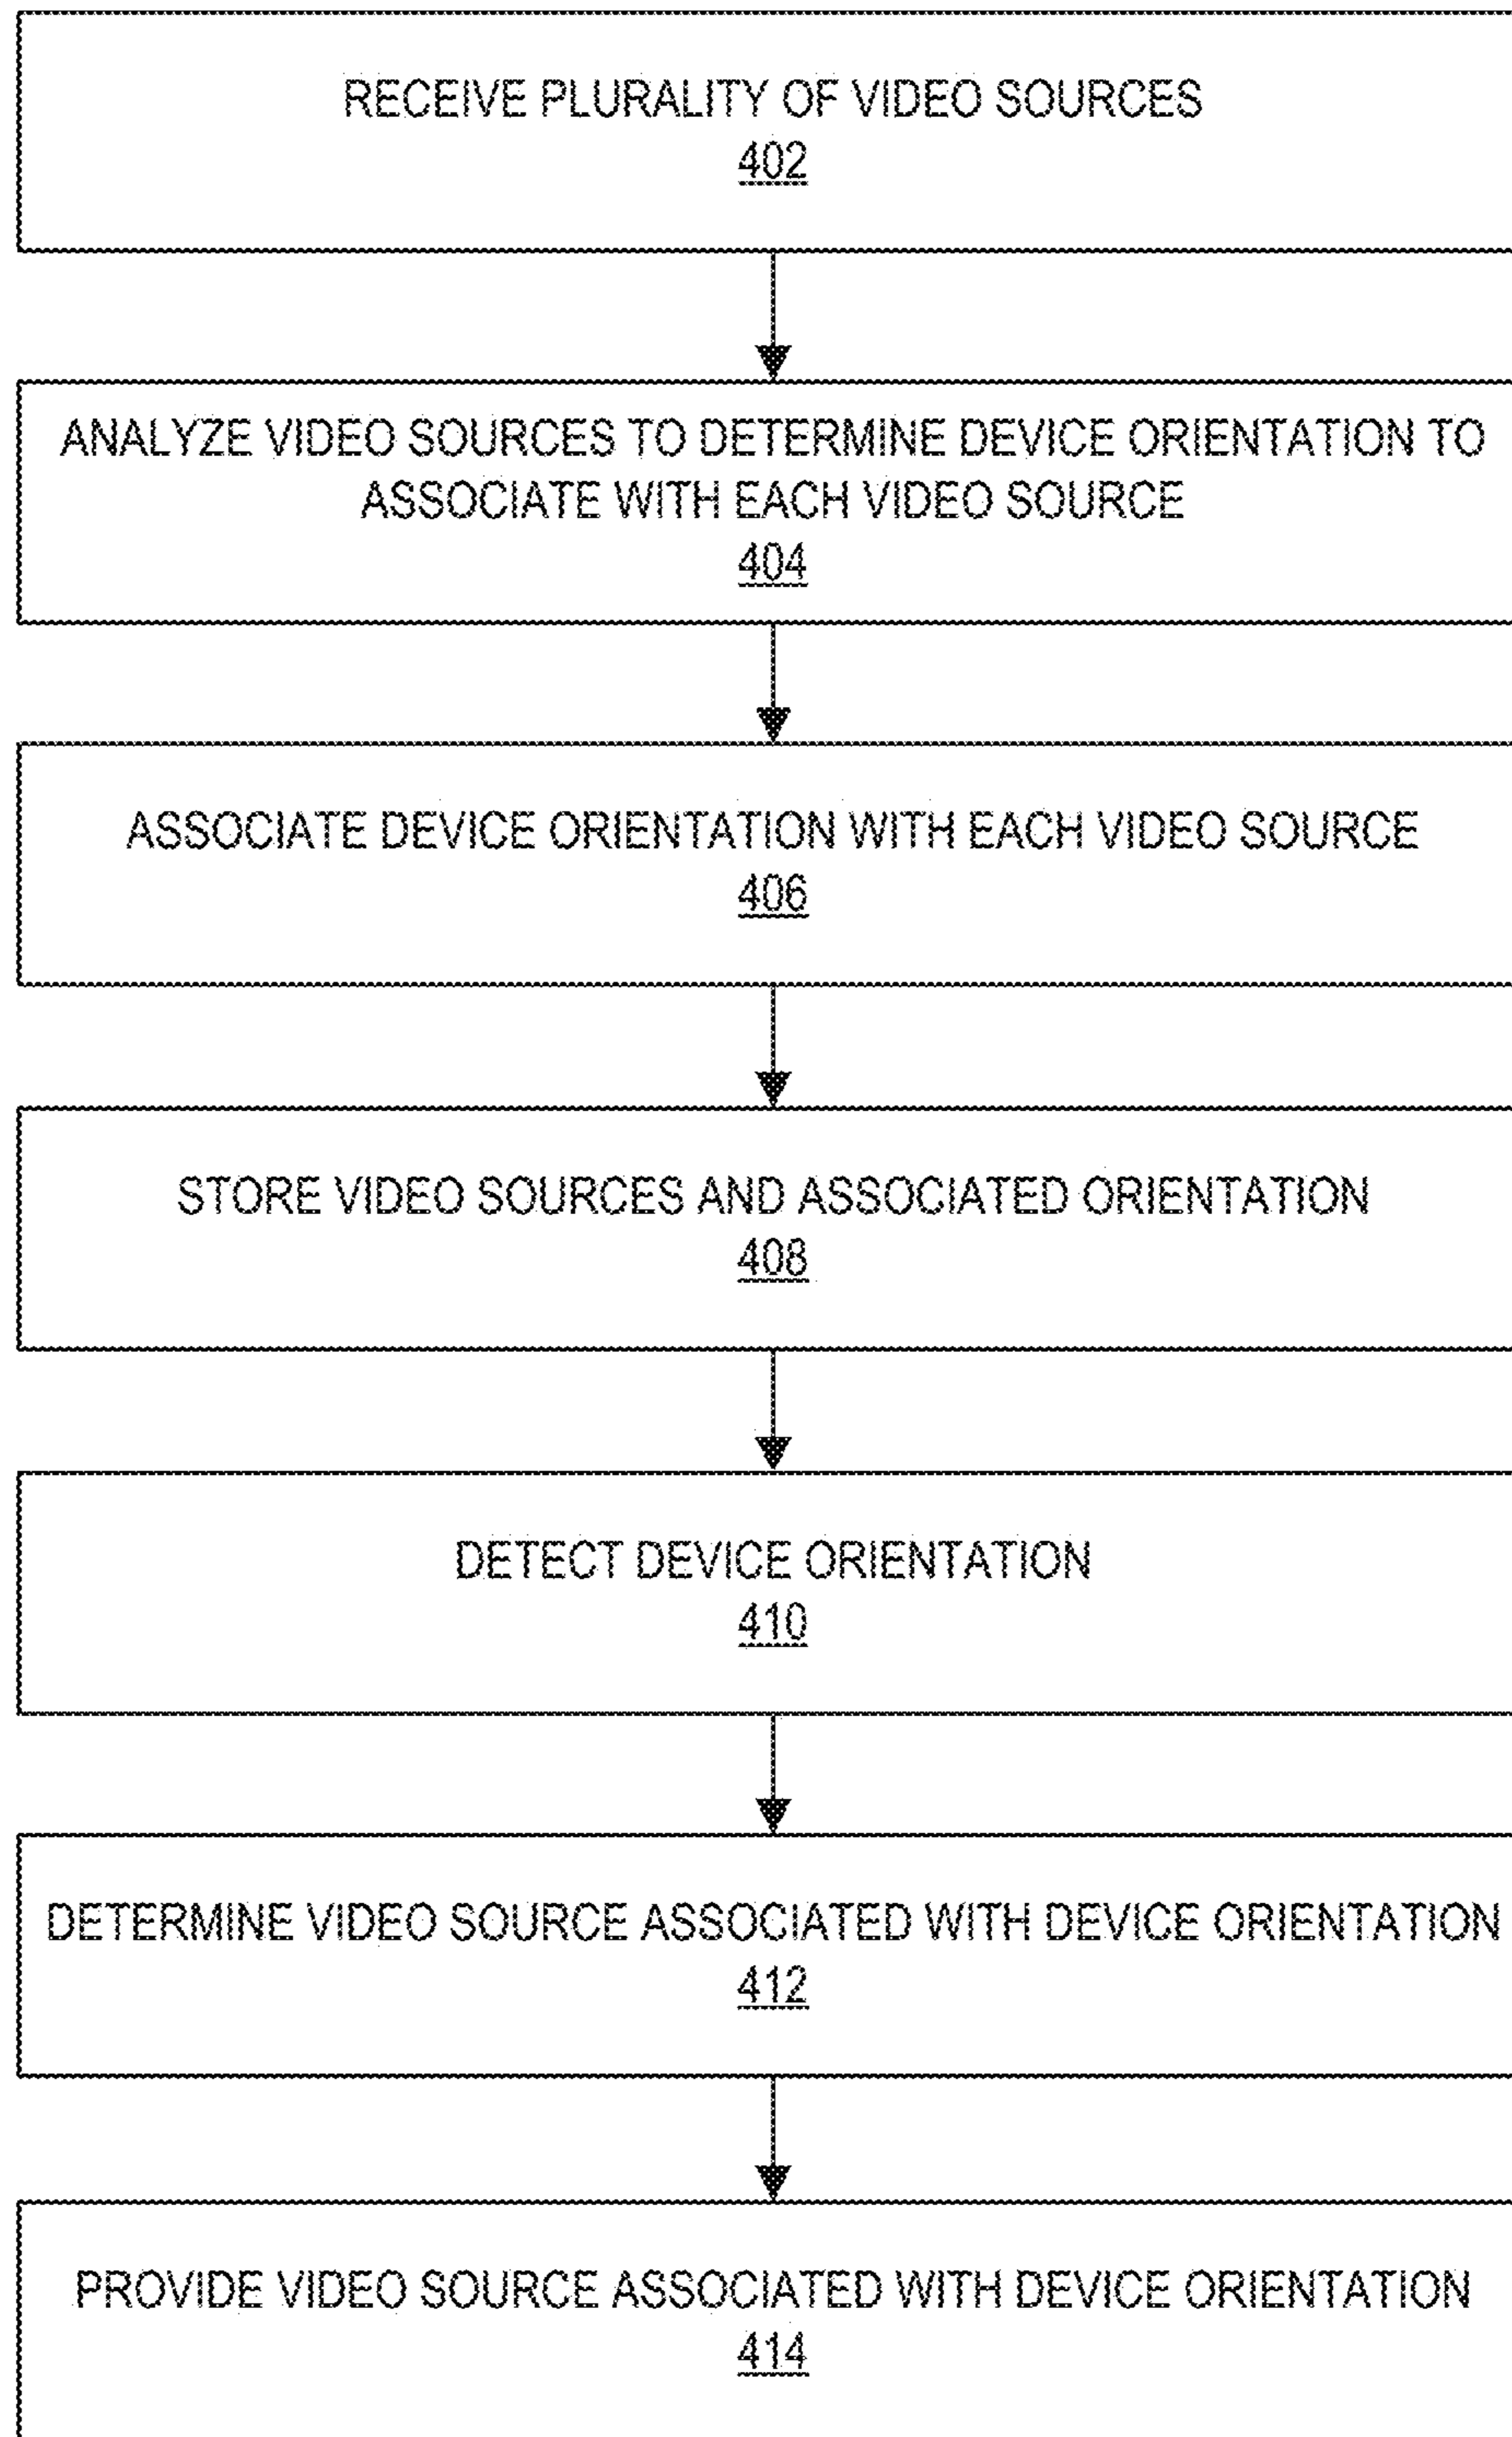 RECEIVE PLURALITY OF VIDEO SOURCES
402
ANALYZE VIDEO SOURCES TO DETERMINE DEVICE ORIENTATION TO
ASSOCIATE WITH EACH VIDEO SOURCE
404
ASSOCIATE DEVICE ORIENTATION WITH EACH VIDEO SOURCE
406
STORE VIDEO SOURCES AND ASSOCIATED ORIENTATION
408
DETECT DEVICE ORIENTATION
410
DETERMINE VIDEO SOURCE ASSOCIATED WITH DEVICE ORIENTATION
412
PROVIDE VIDEO SOURCE ASSOCIATED WITH DEVICE ORIENTATION
414